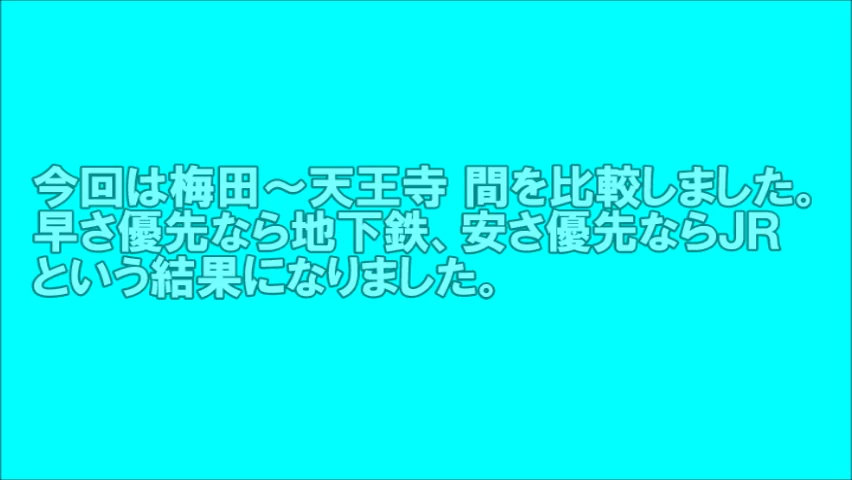 今回は梅田～天王寺 間を比較しました。
早さ優先なら地下鉄、安さ優先ならJR
という結果になりました。